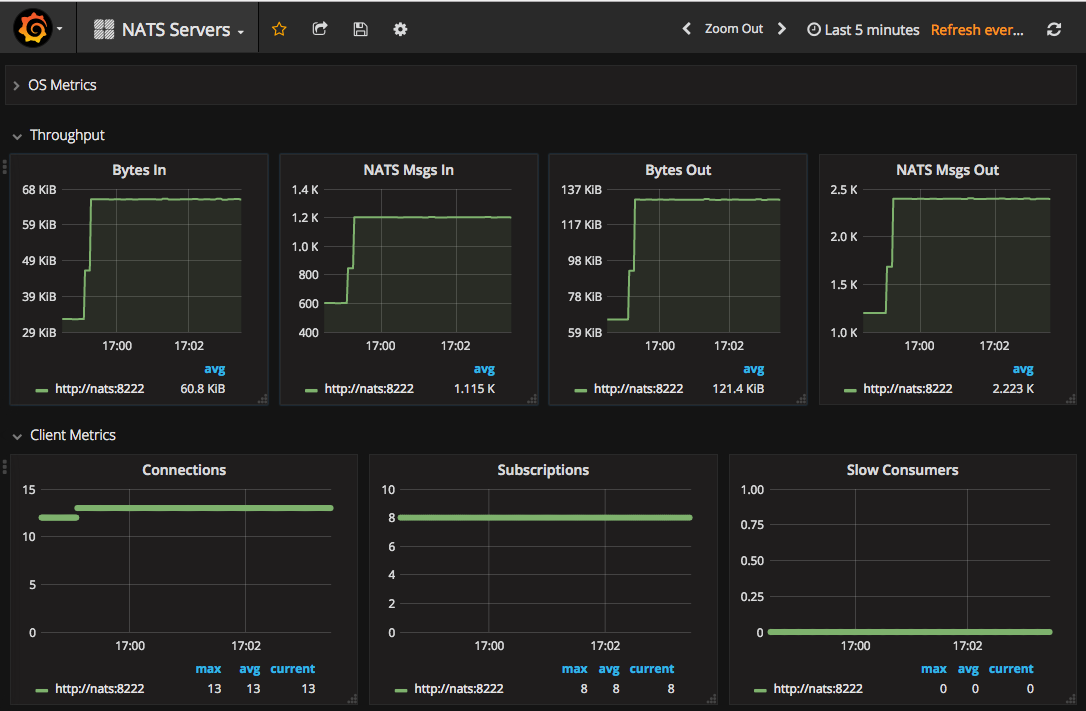 NATS Servers
Zoom Out
Last 5 minutes
Refresh ever...
OS Metrics
Throughput
Bytes In
68 KiB
59 KiB
49 KiB
39 KiB
29 KiB
17:00 17:02
avg
http://nats:8222 60.8 KiB
NATS Msgs In
1.4 K
1.2 K
1.0 K
800
600
400
17:00 17:02
avg
http://nats:8222 1.115 K
Bytes Out
137 KiB
117 KiB
98 KiB
78 KiB
59 KiB
17:00 17:02
avg
http://nats:8222 121.4 KiB
NATS Msgs Out
2.5 K
2.0 K
1.5 K
1.0 K
17:00 17:02
avg
http://nats:8222 2.223 K
Client Metrics
Connections
15
10
5
0
17:00 17:02
max avg current
http://nats:8222 13 13 13
Subscriptions
10
8
6
4
2
0
17:00 17:02
max avg current
http://nats:8222 8 8 8
Slow Consumers
1.00
0.75
0.50
0.25
0
17:00 17:02
max avg current
http://nats:8222 0 0 0